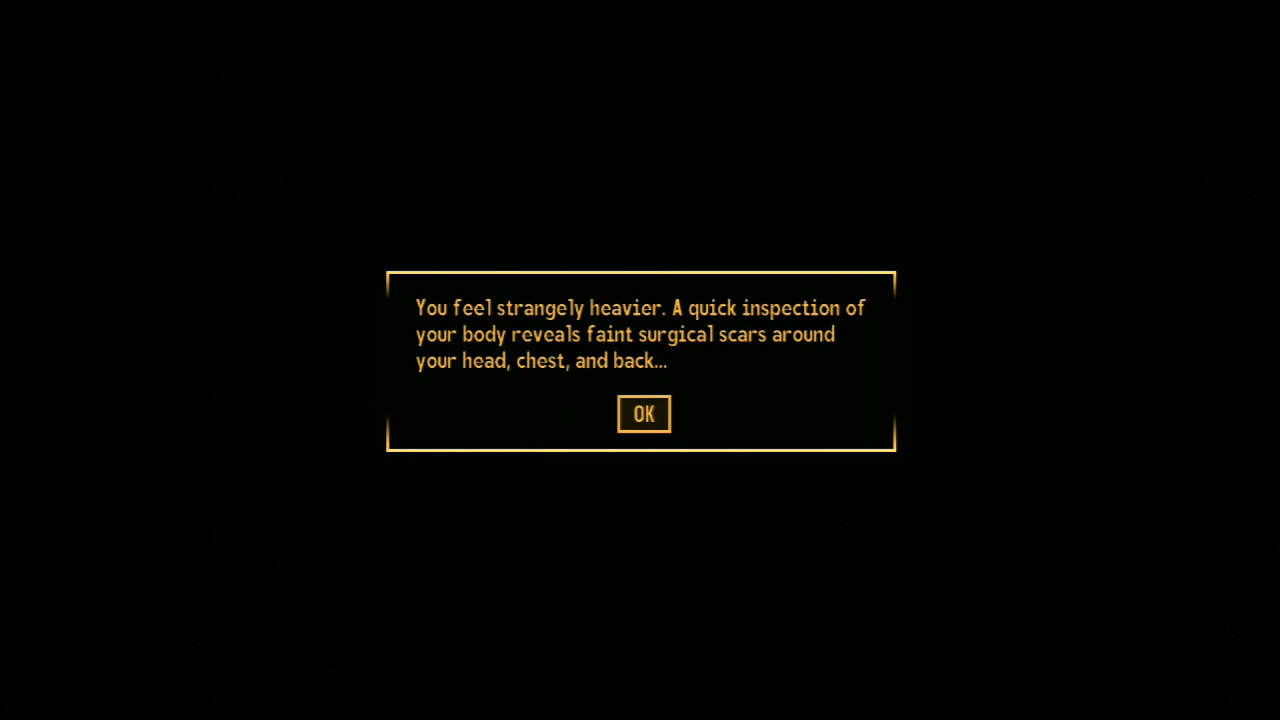 You feel strangely heavier. A quick inspection of
your body reveals faint surgical scars around
your head, chest, and back...
OK